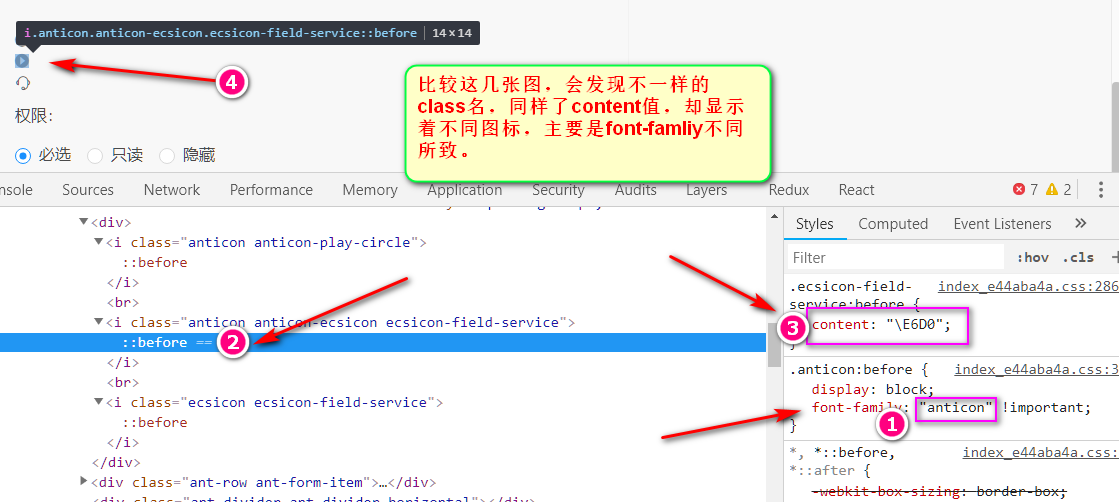 i.anticon.anticon-ecsicon.ecsicon-field-service::before 14×14
4
权限:
必选 只读 隐藏
比较这几张图，会发现不一样的
class名，同样了content值，却显示
着不同图标，主要是font-famliy不同
所致。
nsole Sources Network Performance Memory Application Security Audits Layers Redux React 7 2
<div>
<i class="anticon anticon-play-circle">
::before
</i>
<br>
<i class="anticon anticon-ecsicon ecsicon-field-service">
::before == 2
</i>
<br>
<i class="ecsicon ecsicon-field-service">
::before
</i>
</div>
<div class="ant-row ant-form-item">…</div>
<div class="ant-divider ant-divider-horizontal"></div>
Styles Computed Event Listeners »
Filter :hov .cls +
.ecsicon-field- index_e44aba4a.css:286
service:before {
3 content: "\E6D0";
}
.anticon:before { index_e44aba4a.css:3
display: block;
font-family: "anticon" !important;
1
}
*, *::before, index_e44aba4a.css:
*::after {
-webkit-box-sizing: border-box;